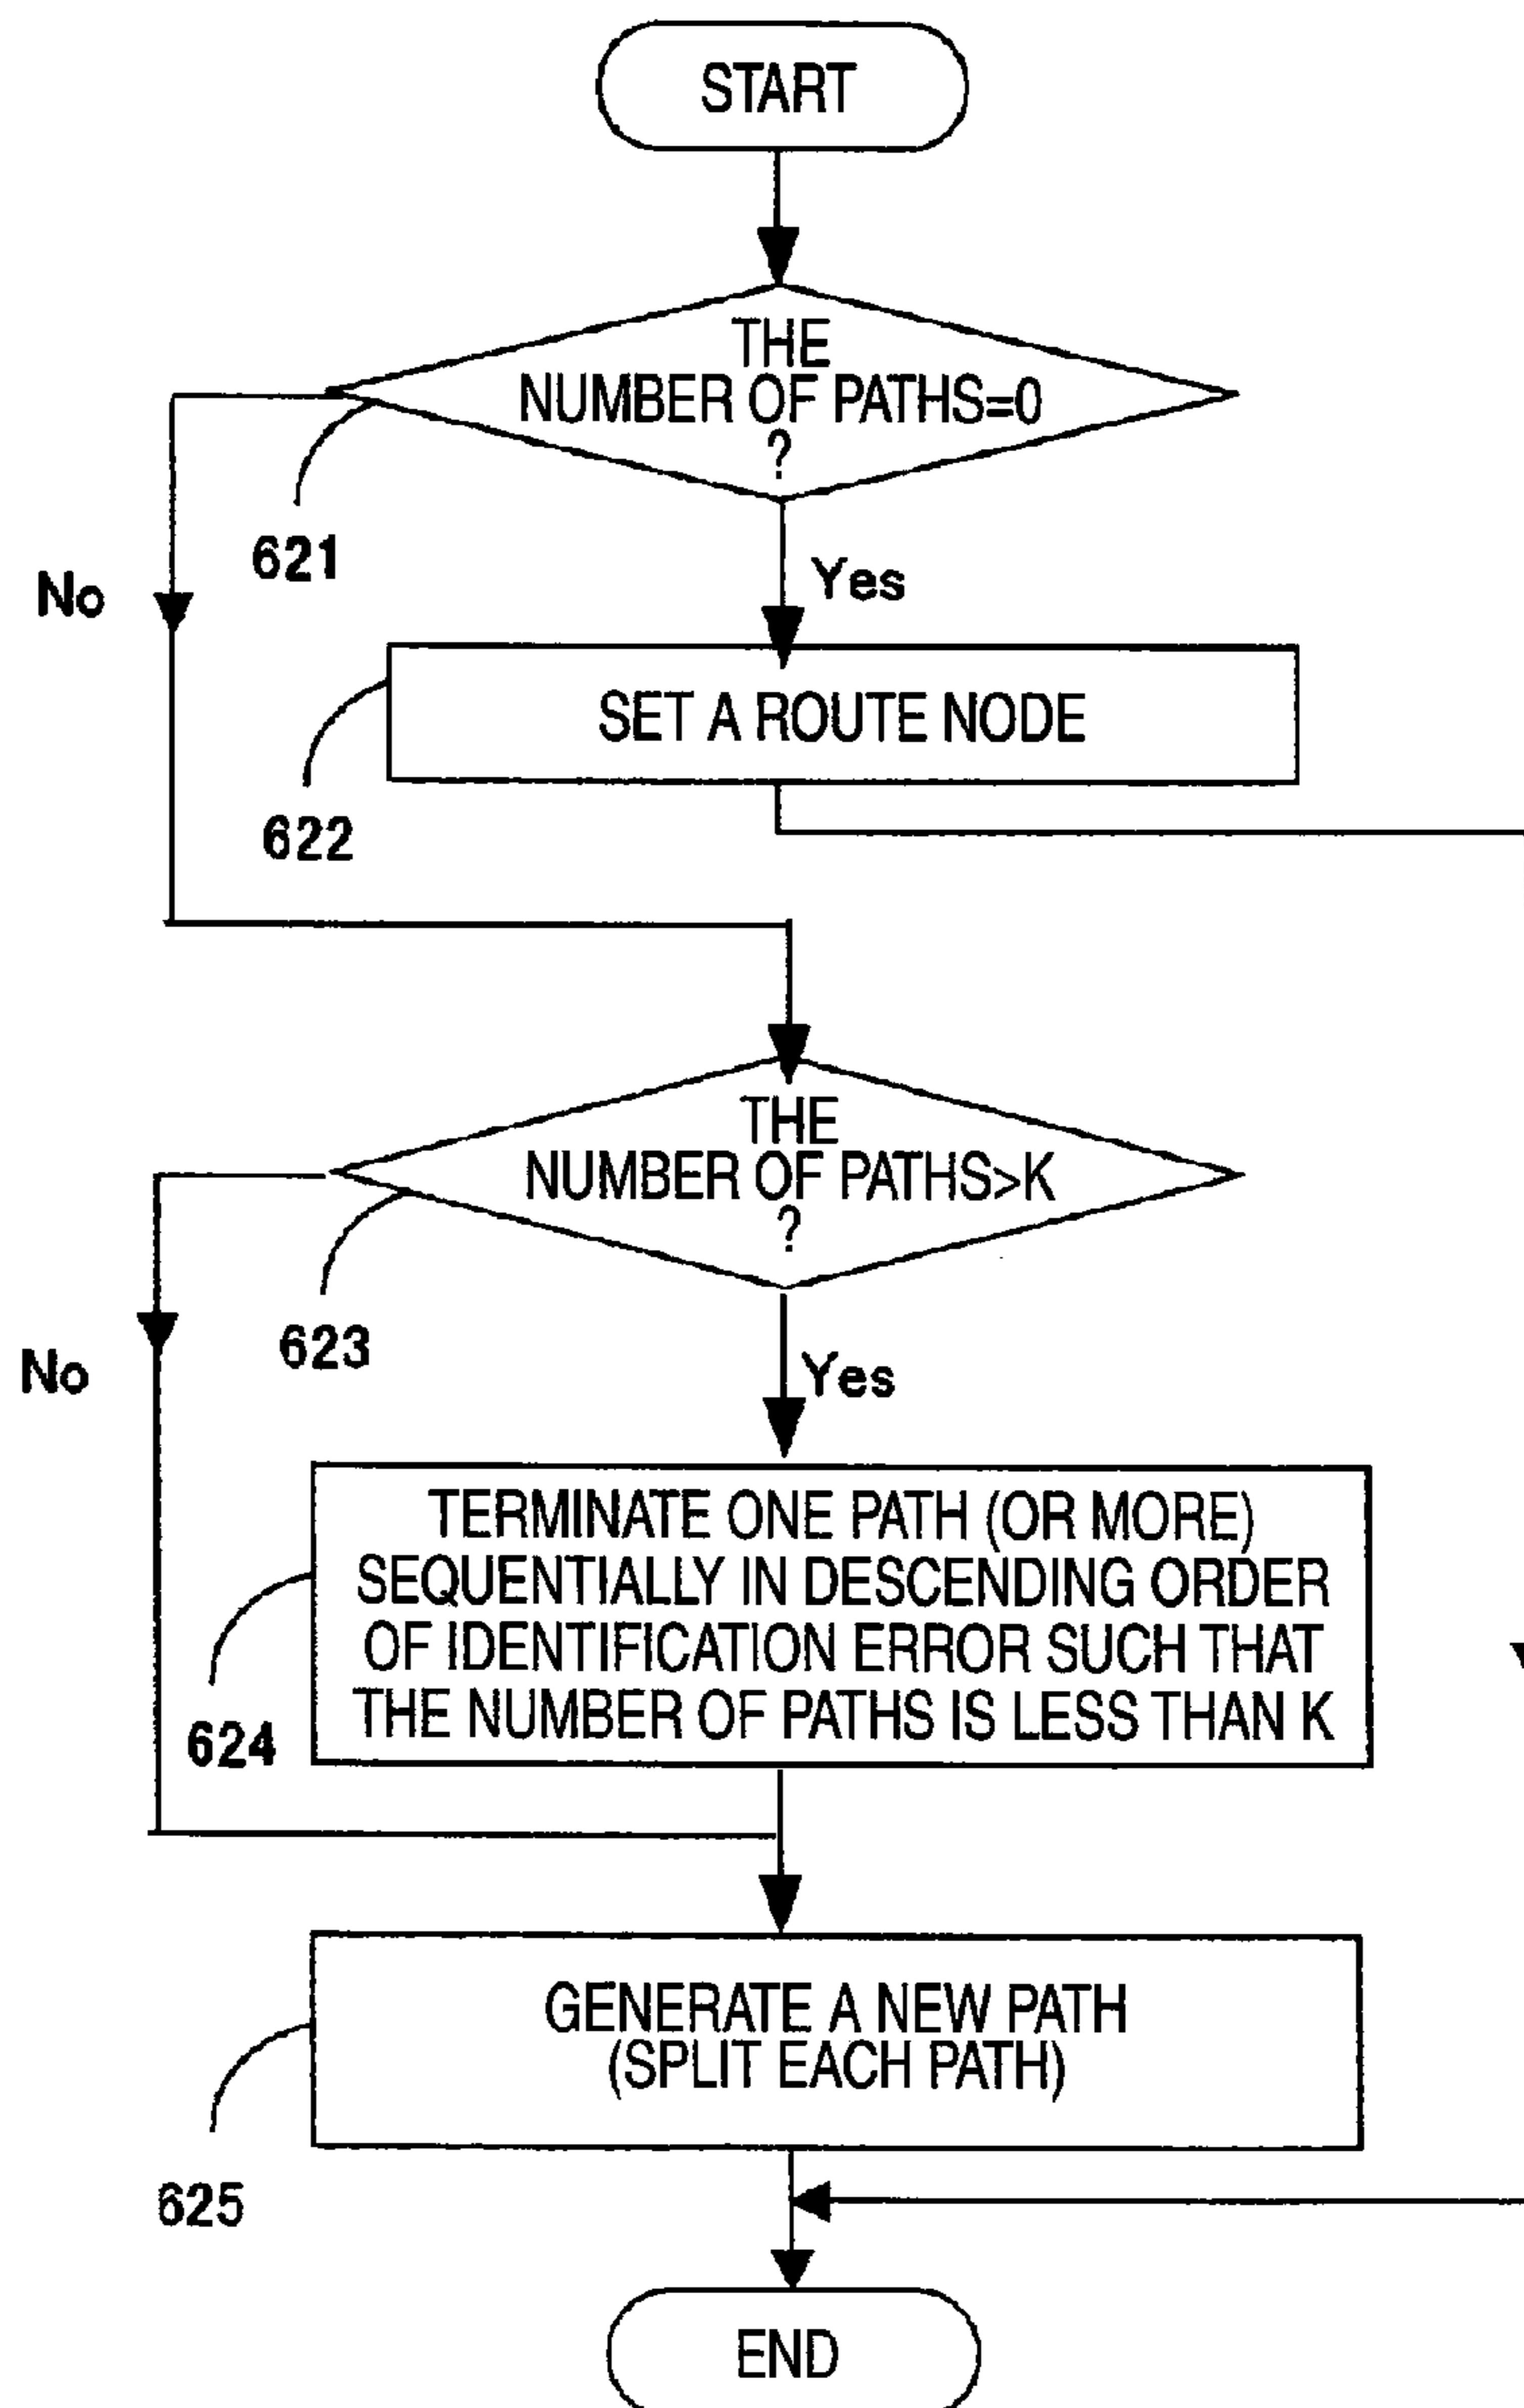 START
THE
NUMBER OF PATHS=0
?
621
No
Yes
SET A ROUTE NODE
622
THE
NUMBER OF PATHS>K
?
623
No
Yes
TERMINATE ONE PATH (OR MORE)
SEQUENTIALLY IN DESCENDING ORDER
OF IDENTIFICATION ERROR SUCH THAT
THE NUMBER OF PATHS IS LESS THAN K
624
GENERATE A NEW PATH
(SPLIT EACH PATH)
625
END